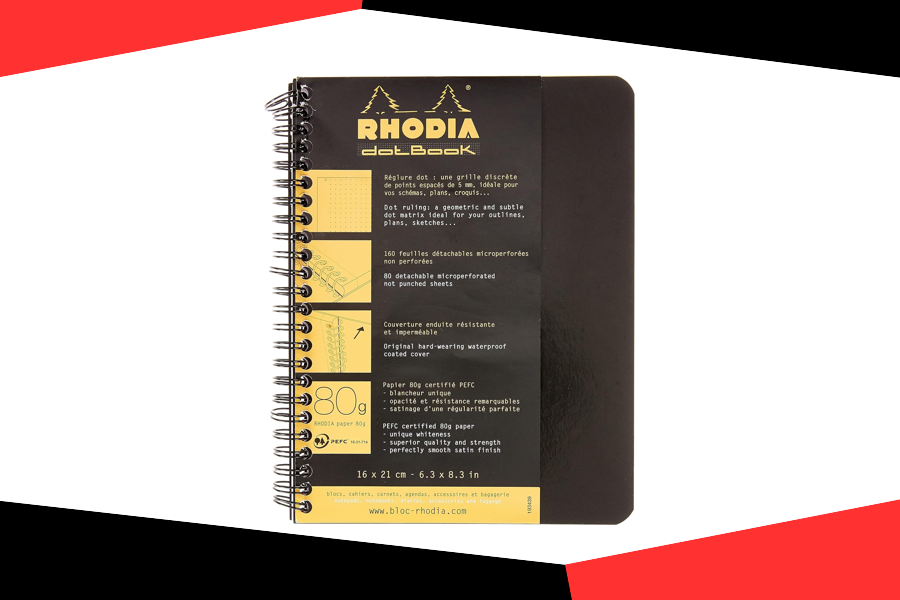 ®
RHODIA
dotBook
Réglure dot : une grille discrète
de points espacés de 5 mm, idéale pour
vos schémas, plans, croquis...
Dot ruling: a geometric and subtle
dot matrix ideal for your outlines,
plans, sketches...
160 feuilles détachables microperforées
non perforées
80 detachable microperforated
not punched sheets
Couverture enduite résistante
et imperméable
Original hard-wearing waterproof
coated cover
80g
RHODIA paper 80g
PEFC
Papier 80g certifié PEFC
- blancheur unique
- opacité et résistance remarquables
- satinage d'une régularité parfaite
PEFC certified 80g paper
- unique whiteness
- superior quality and strength
- perfectly smooth satin finish
16 x 21 cm - 6.3 x 8.3 in
blocs, cahiers, carnets, agendas, accessoires et bagagerie
www.bloc-rhodia.com